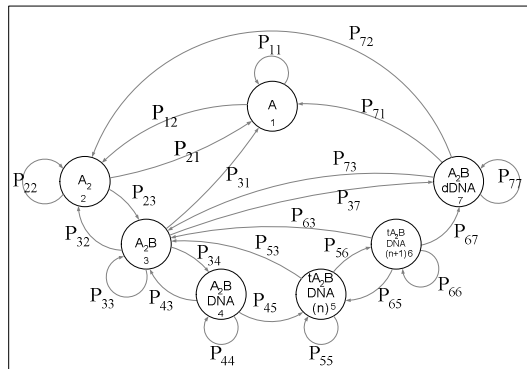 P11
P72
A
1
P12
P71
P21
A2
2
P22
P31
P73
A2B
dDNA
7
P77
P23
P37
P32
P63
P67
A2B
3
P34
P53
P56
tA2B
DNA
(n+1)6
P33
P43
A2B
DNA
4
P45
tA2B
DNA
(n)5
P65
P66
P44
P55